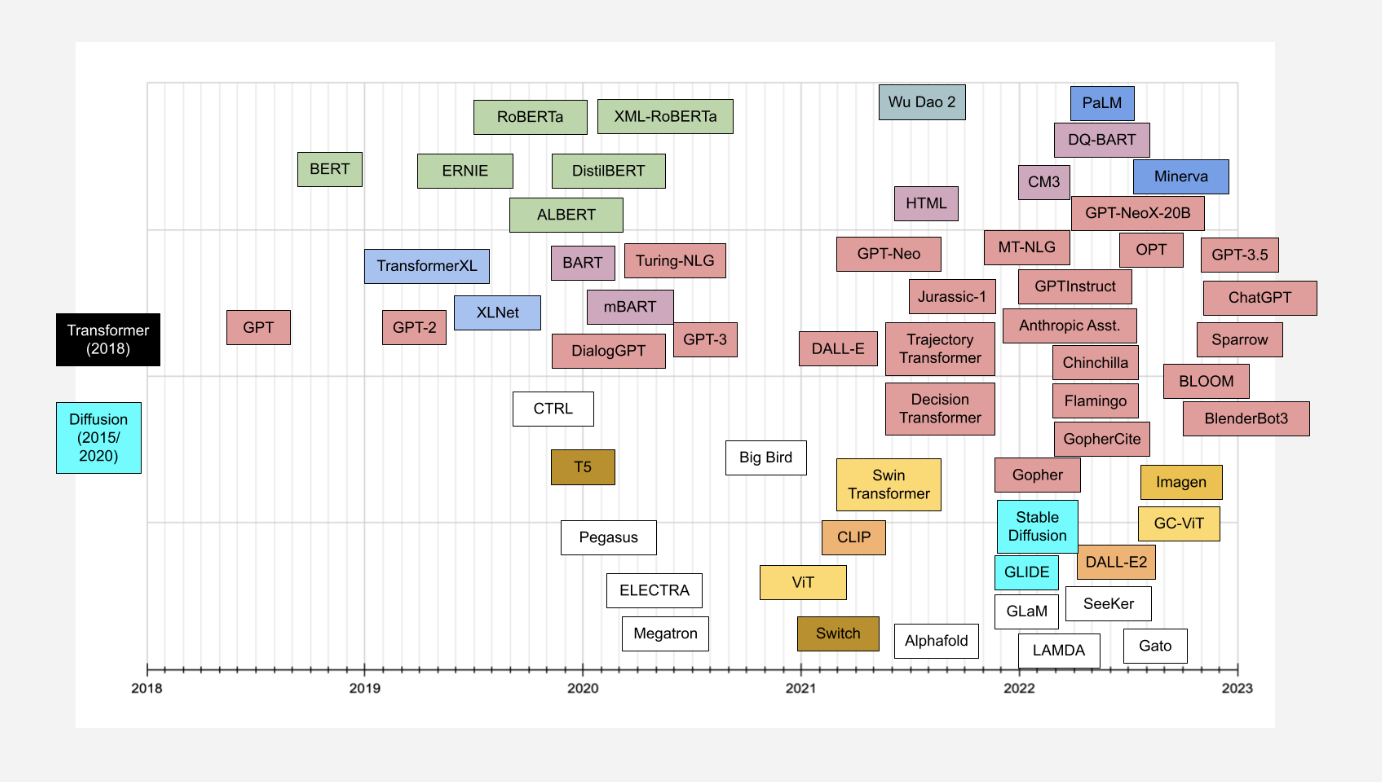 Wu Dao 2
PaLM
RoBERTa
XML-RoBERTa
DQ-BART
BERT
ERNIE
DistilBERT
CM3
Minerva
ALBERT
HTML
GPT-NeoX-20B
TransformerXL
BART
Turing-NLG
GPT-Neo
MT-NLG
OPT
GPT-3.5
XLNet
mBART
Jurassic-1
GPTInstruct
ChatGPT
Transformer
(2018)
GPT
GPT-2
DialogGPT
GPT-3
DALL-E
Trajectory
Transformer
Anthropic Asst.
Sparrow
Chinchilla
BLOOM
Diffusion
(2015/
2020)
CTRL
Decision
Transformer
Flamingo
BlenderBot3
GopherCite
T5
Big Bird
Swin
Transformer
Gopher
Imagen
Pegasus
CLIP
Stable
Diffusion
GC-ViT
ELECTRA
ViT
GLIDE
DALL-E2
Megatron
Switch
Alphafold
GLaM
SeeKer
LAMDA
Gato
2018
2019
2020
2021
2022
2023